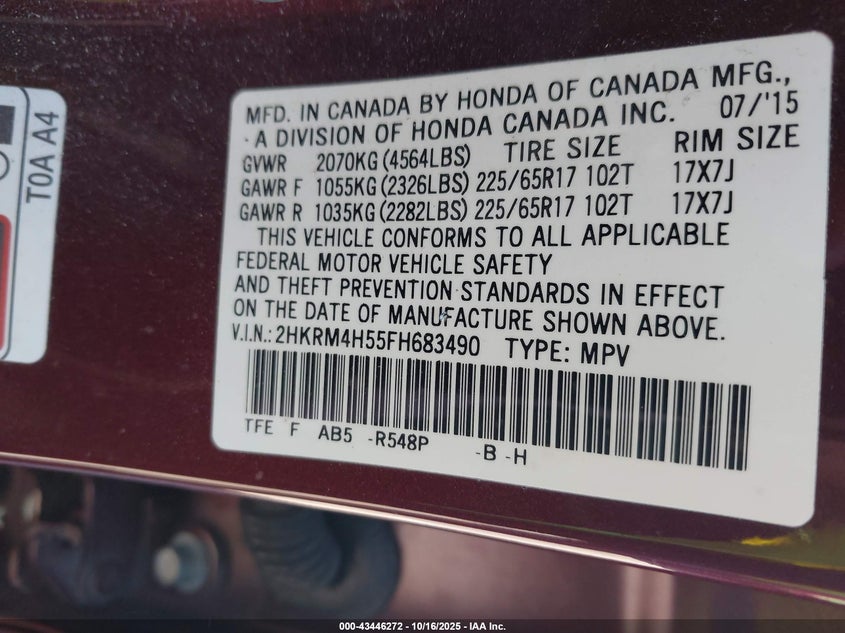 T0A A4
MFD. IN CANADA BY HONDA OF CANADA MFG.,
A DIVISION OF HONDA CANADA INC. 07/'15
GVWR 2070KG(4564LBS) TIRE SIZE RIM SIZE
GAWR F 1055KG(2326LBS) 225/65R17 102T 17X7J
GAWR R 1035KG(2282LBS) 225/65R17 102T 17X7J
THIS VEHICLE CONFORMS TO ALL APPLICABLE
FEDERAL MOTOR VEHICLE SAFETY
AND THEFT PREVENTION STANDARDS IN EFFECT
ON THE DATE OF MANUFACTURE SHOWN ABOVE.
V.I.N.: 2HKRM4H55FH683490 TYPE: MPV
TFE F AB5 -R548P -B -H
000-43446272 - 10/16/2025 - IAA Inc.